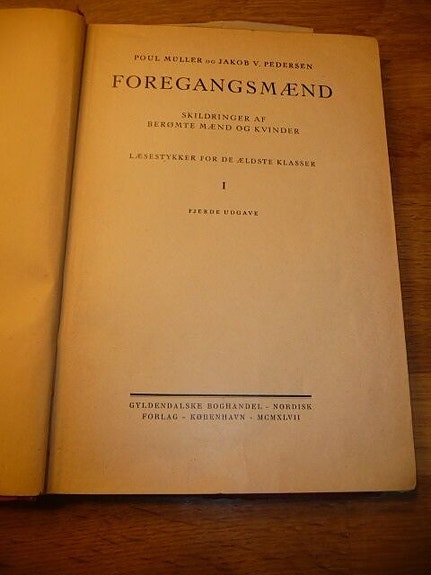 POUL MÜLLER OG JAKOB V. PEDERSEN
FOREGANGSMÆND
SKILDRINGER AF
BERØMTE MÆND OG KVINDER
LÆSESTYKKER FOR DE ÆLDSTE KLASSER
I
FJERDE UDGAVE
GYLDENDALSKE BOGHANDEL - NORDISK
FORLAG - KØBENHAVN - MCMXLVII